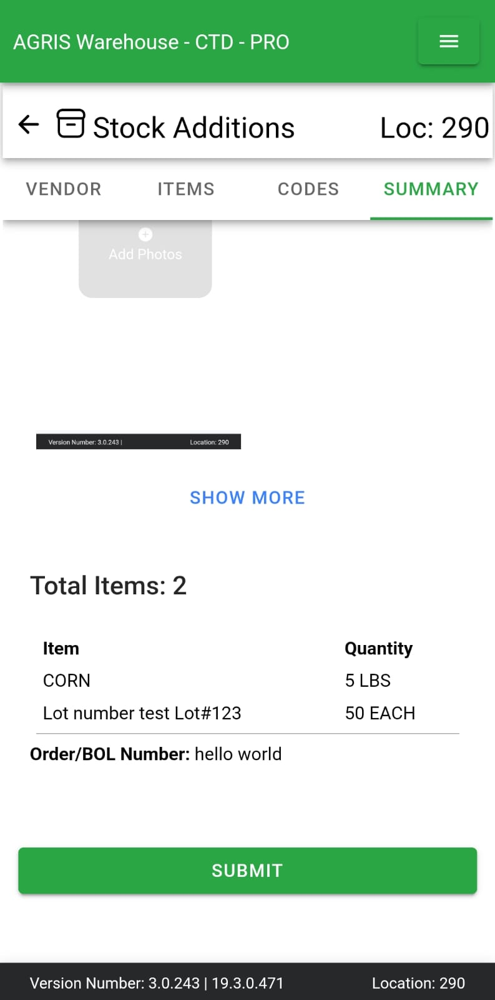 AGRIS Warehouse - CTD - PRO
Stock Additions Loc: 290
VENDOR ITEMS CODES SUMMARY
Add Photos
Version Number: 3.0.243 | Location: 290
SHOW MORE
Total Items: 2
Item Quantity
CORN 5 LBS
Lot number test Lot#123 50 EACH
Order/BOL Number: hello world
SUBMIT
Version Number: 3.0.243 | 19.3.0.471 Location: 290